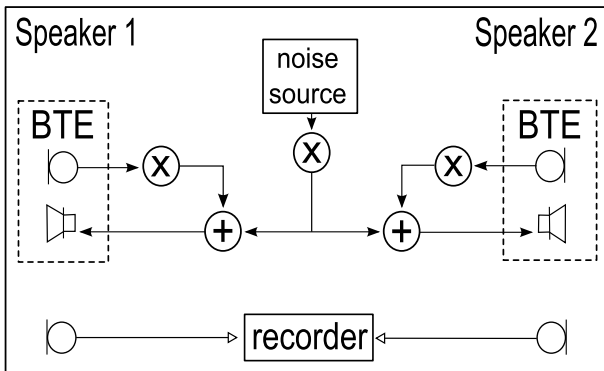 Speaker 1
Speaker 2
noise
source
BTE
BTE
x
x
x
+
+
recorder